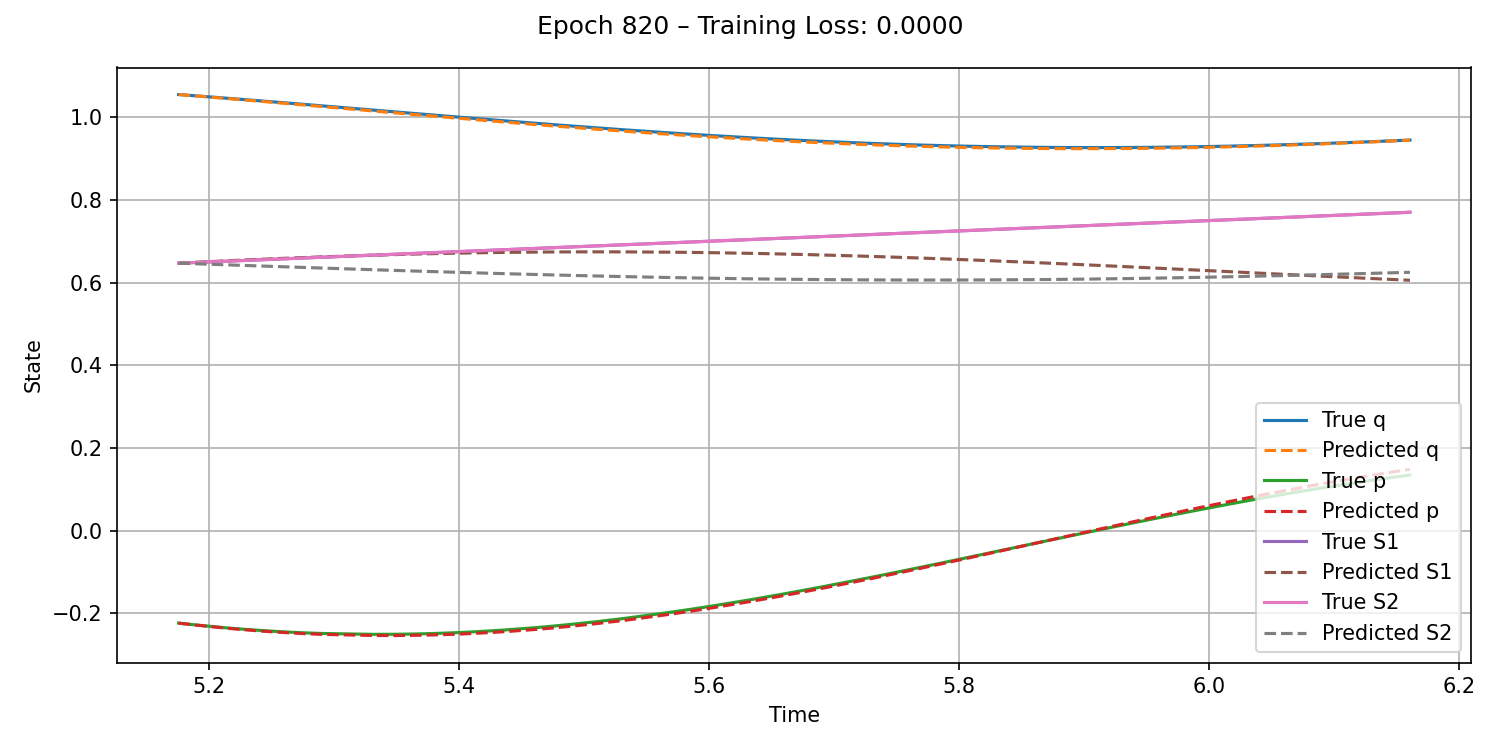 Epoch 820 – Training Loss: 0.0000
State
1.0
0.8
0.6
0.4
0.2
0.0
−0.2
True q
Predicted q
True p
Predicted p
True S1
Predicted S1
True S2
Predicted S2
5.2 5.4 5.6 5.8 6.0 6.2
Time